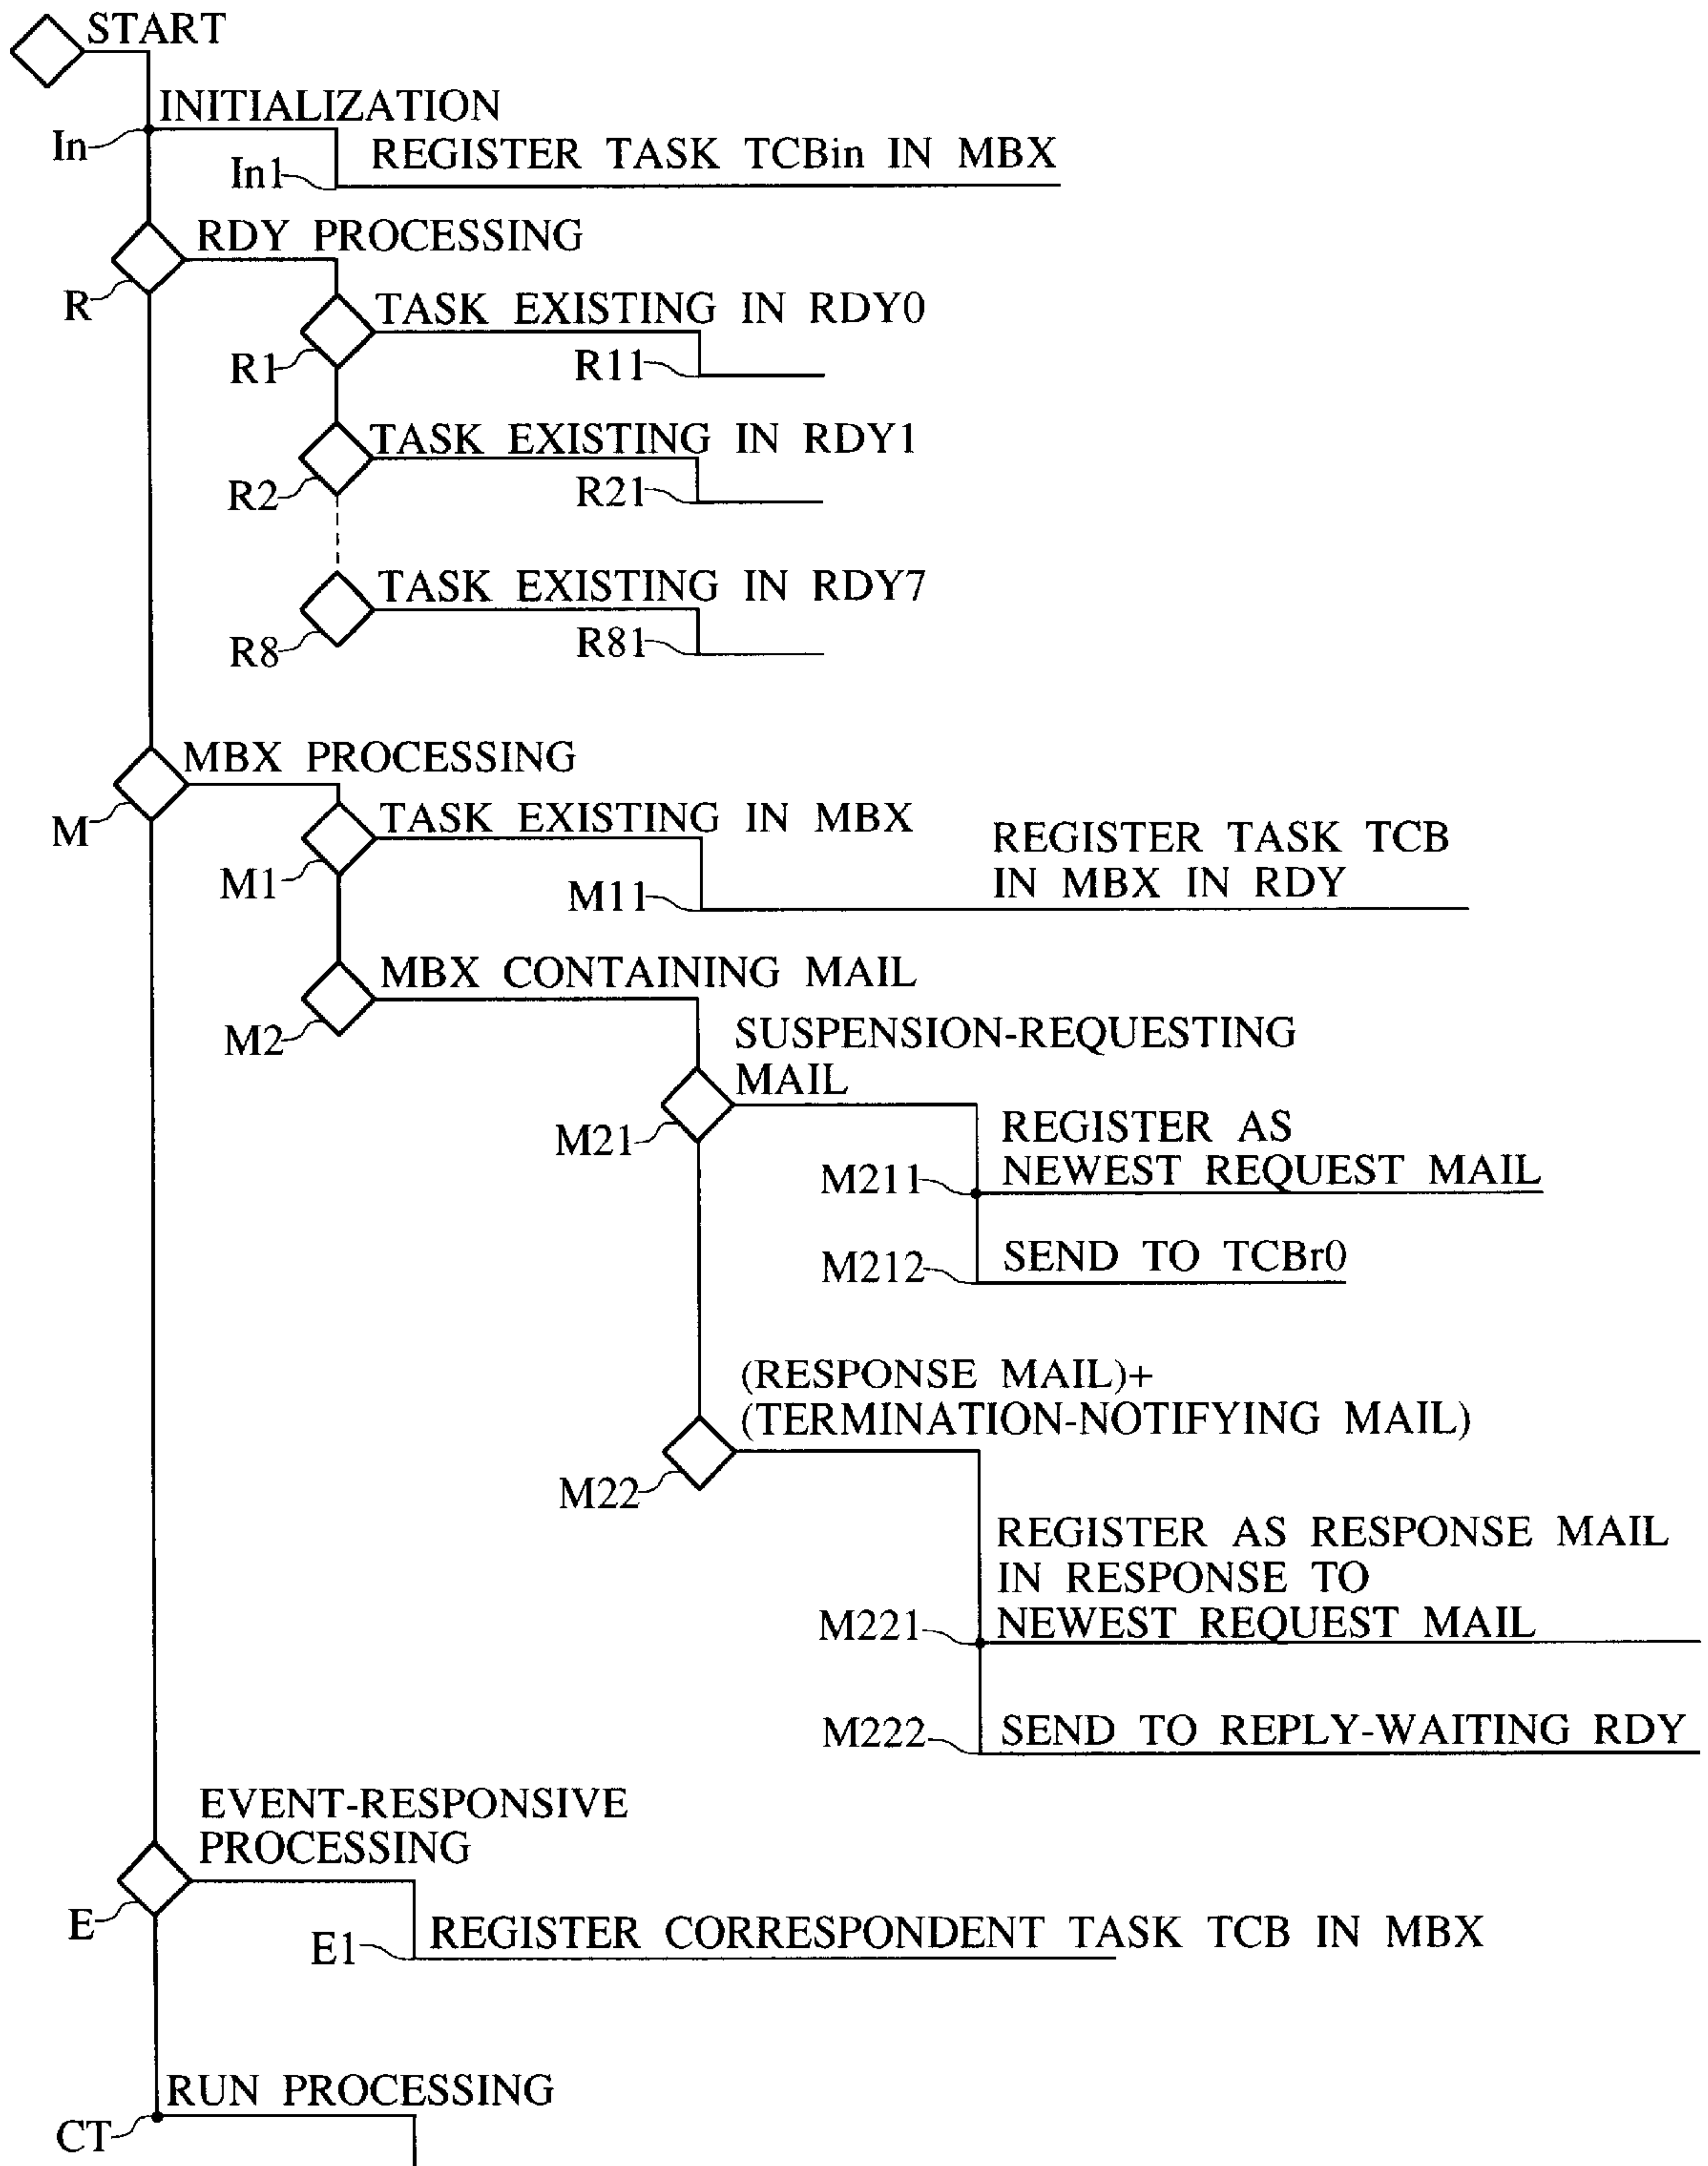 START
INITIALIZATION
In
REGISTER TASK TCBin IN MBX
In1
RDY PROCESSING
R
TASK EXISTING IN RDY0
R1
R11
TASK EXISTING IN RDY1
R2
R21
TASK EXISTING IN RDY7
R8
R81
MBX PROCESSING
M
TASK EXISTING IN MBX
M1
REGISTER TASK TCB
IN MBX IN RDY
M11
MBX CONTAINING MAIL
M2
SUSPENSION-REQUESTING
MAIL
M21
REGISTER AS
NEWEST REQUEST MAIL
M211
SEND TO TCBr0
M212
(RESPONSE MAIL)+
(TERMINATION-NOTIFYING MAIL)
M22
REGISTER AS RESPONSE MAIL
IN RESPONSE TO
NEWEST REQUEST MAIL
M221
SEND TO REPLY-WAITING RDY
M222
EVENT-RESPONSIVE
PROCESSING
E
REGISTER CORRESPONDENT TASK TCB IN MBX
E1
RUN PROCESSING
CT